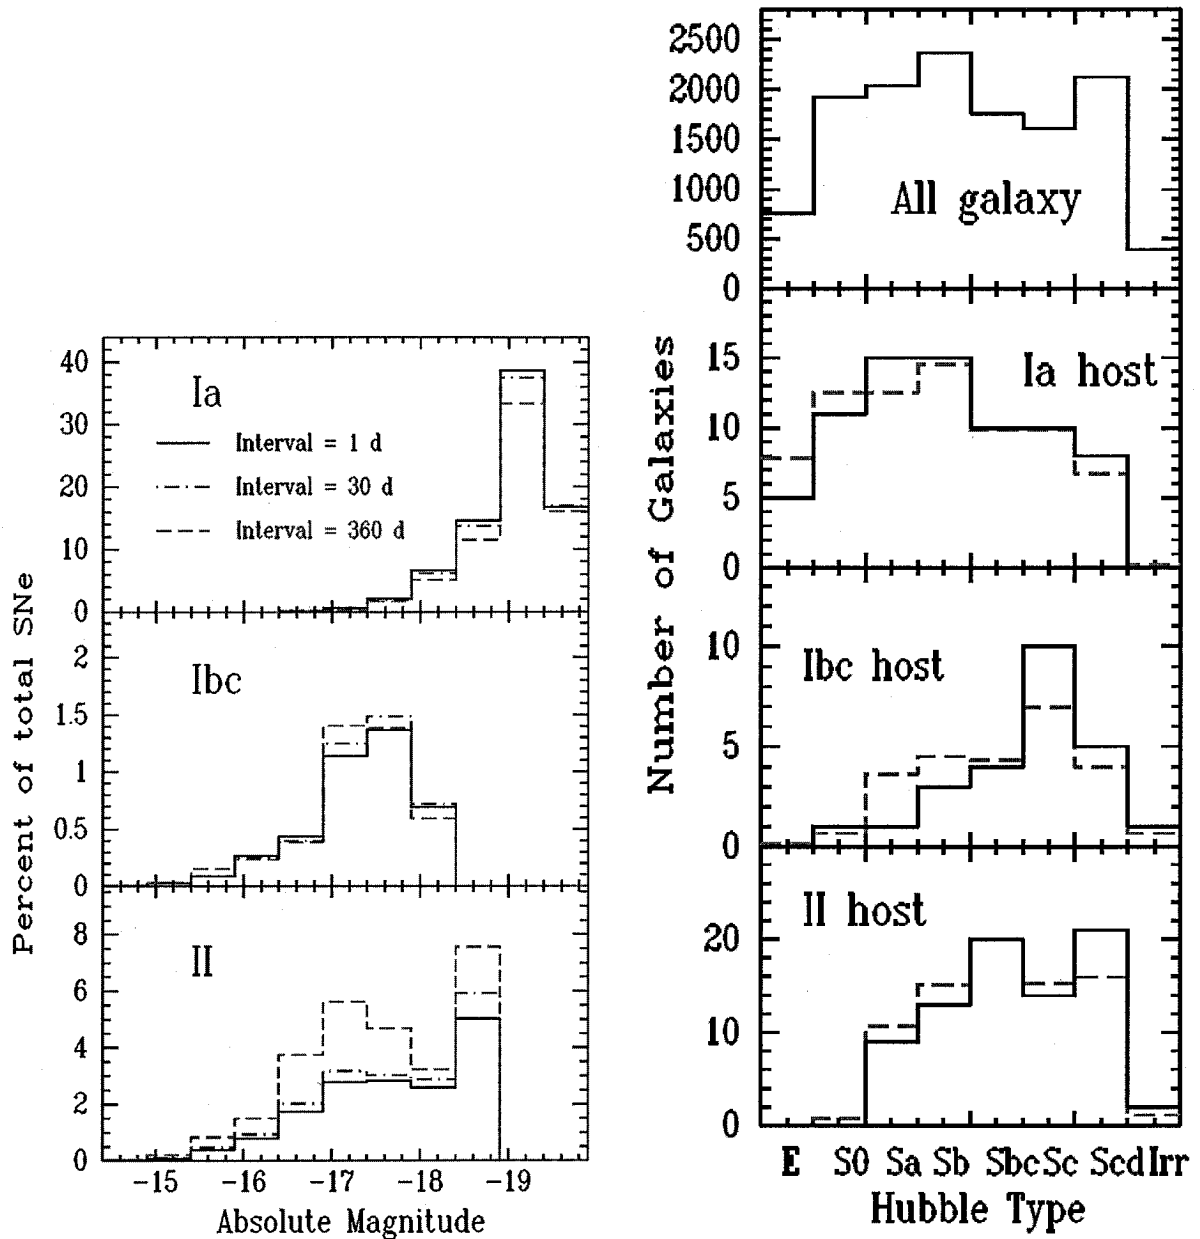 40
30
20
10
0
Ia
Interval = 1 d
Interval = 30 d
Interval = 360 d
2
1.5
1
0.5
0
Ibc
8
6
4
2
0
II
-15 -16 -17 -18 -19
Absolute Magnitude
Percent of total SNe
2500
2000
1500
1000
500
0
All galaxy
15
10
5
0
Ia host
10
5
0
Ibc host
20
10
0
II host
E S0 Sa Sb Sbc Sc Scd Irr
Hubble Type
Number of Galaxies